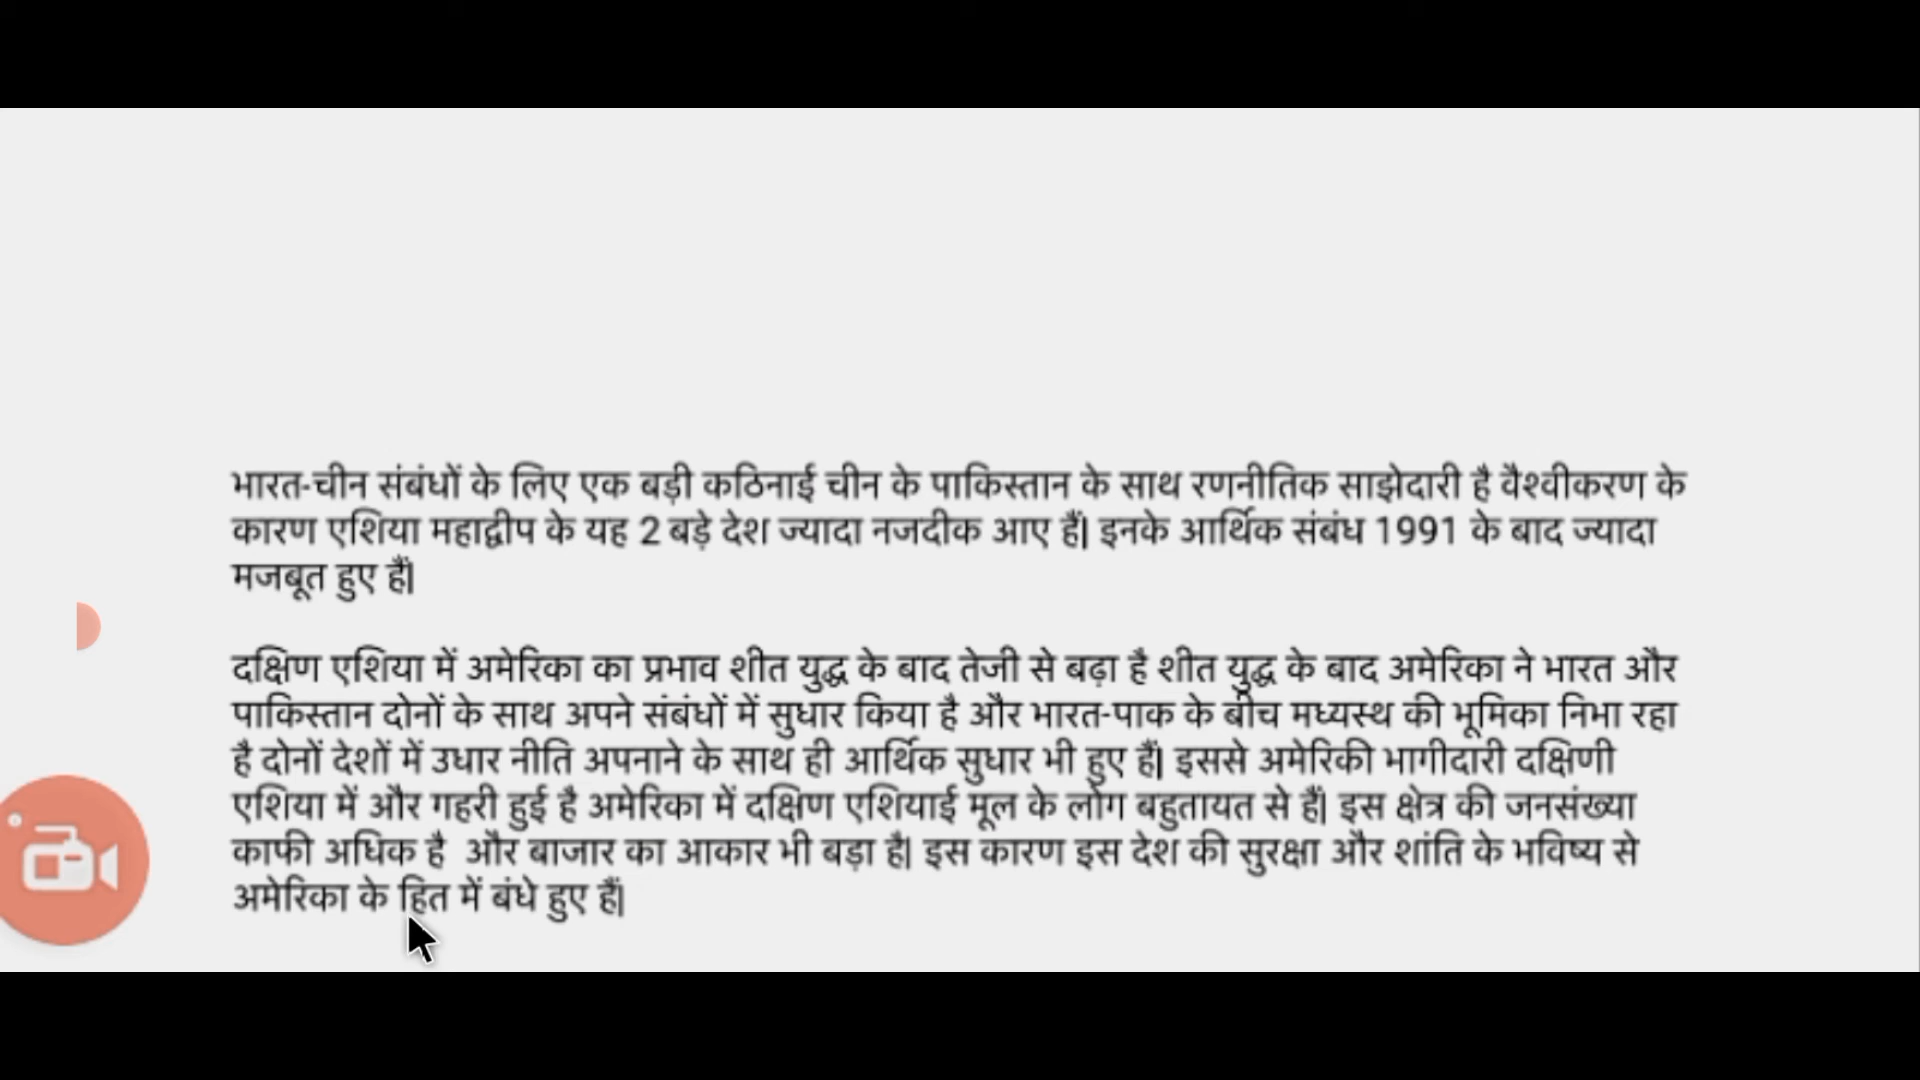 भारत-चीन संबंधों के लिए एक बड़ी कठिनाई चीन के पाकिस्तान के साथ रणनीतिक साझेदारी है वैश्वीकरण के
कारण एशिया महाद्वीप के यह 2 बड़े देश ज्यादा नजदीक आए हैं| इनके आर्थिक संबंध 1991 के बाद ज्यादा
मजबूत हुए हैं|
दक्षिण एशिया में अमेरिका का प्रभाव शीत युद्ध के बाद तेजी से बढ़ा है शीत युद्ध के बाद अमेरिका ने भारत और
पाकिस्तान दोनों के साथ अपने संबंधों में सुधार किया है और भारत-पाक के बीच मध्यस्थ की भूमिका निभा रहा
है दोनों देशों में उधार नीति अपनाने के साथ ही आर्थिक सुधार भी हुए हैं| इससे अमेरिकी भागीदारी दक्षिणी
एशिया में और गहरी हुई है अमेरिका में दक्षिण एशियाई मूल के लोग बहुतायत से हैं| इस क्षेत्र की जनसंख्या
काफी अधिक है  और बाजार का आकार भी बड़ा है| इस कारण इस देश की सुरक्षा और शांति के भविष्य से
अमेरिका के हित में बंधे हुए हैं|